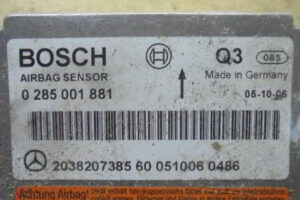 BOSCH
Q3 085
AIRBAG SENSOR
Made in Germany
0 285 001 881
05-10-06
2038207385 60 051006 0486
Achtung Airbag!